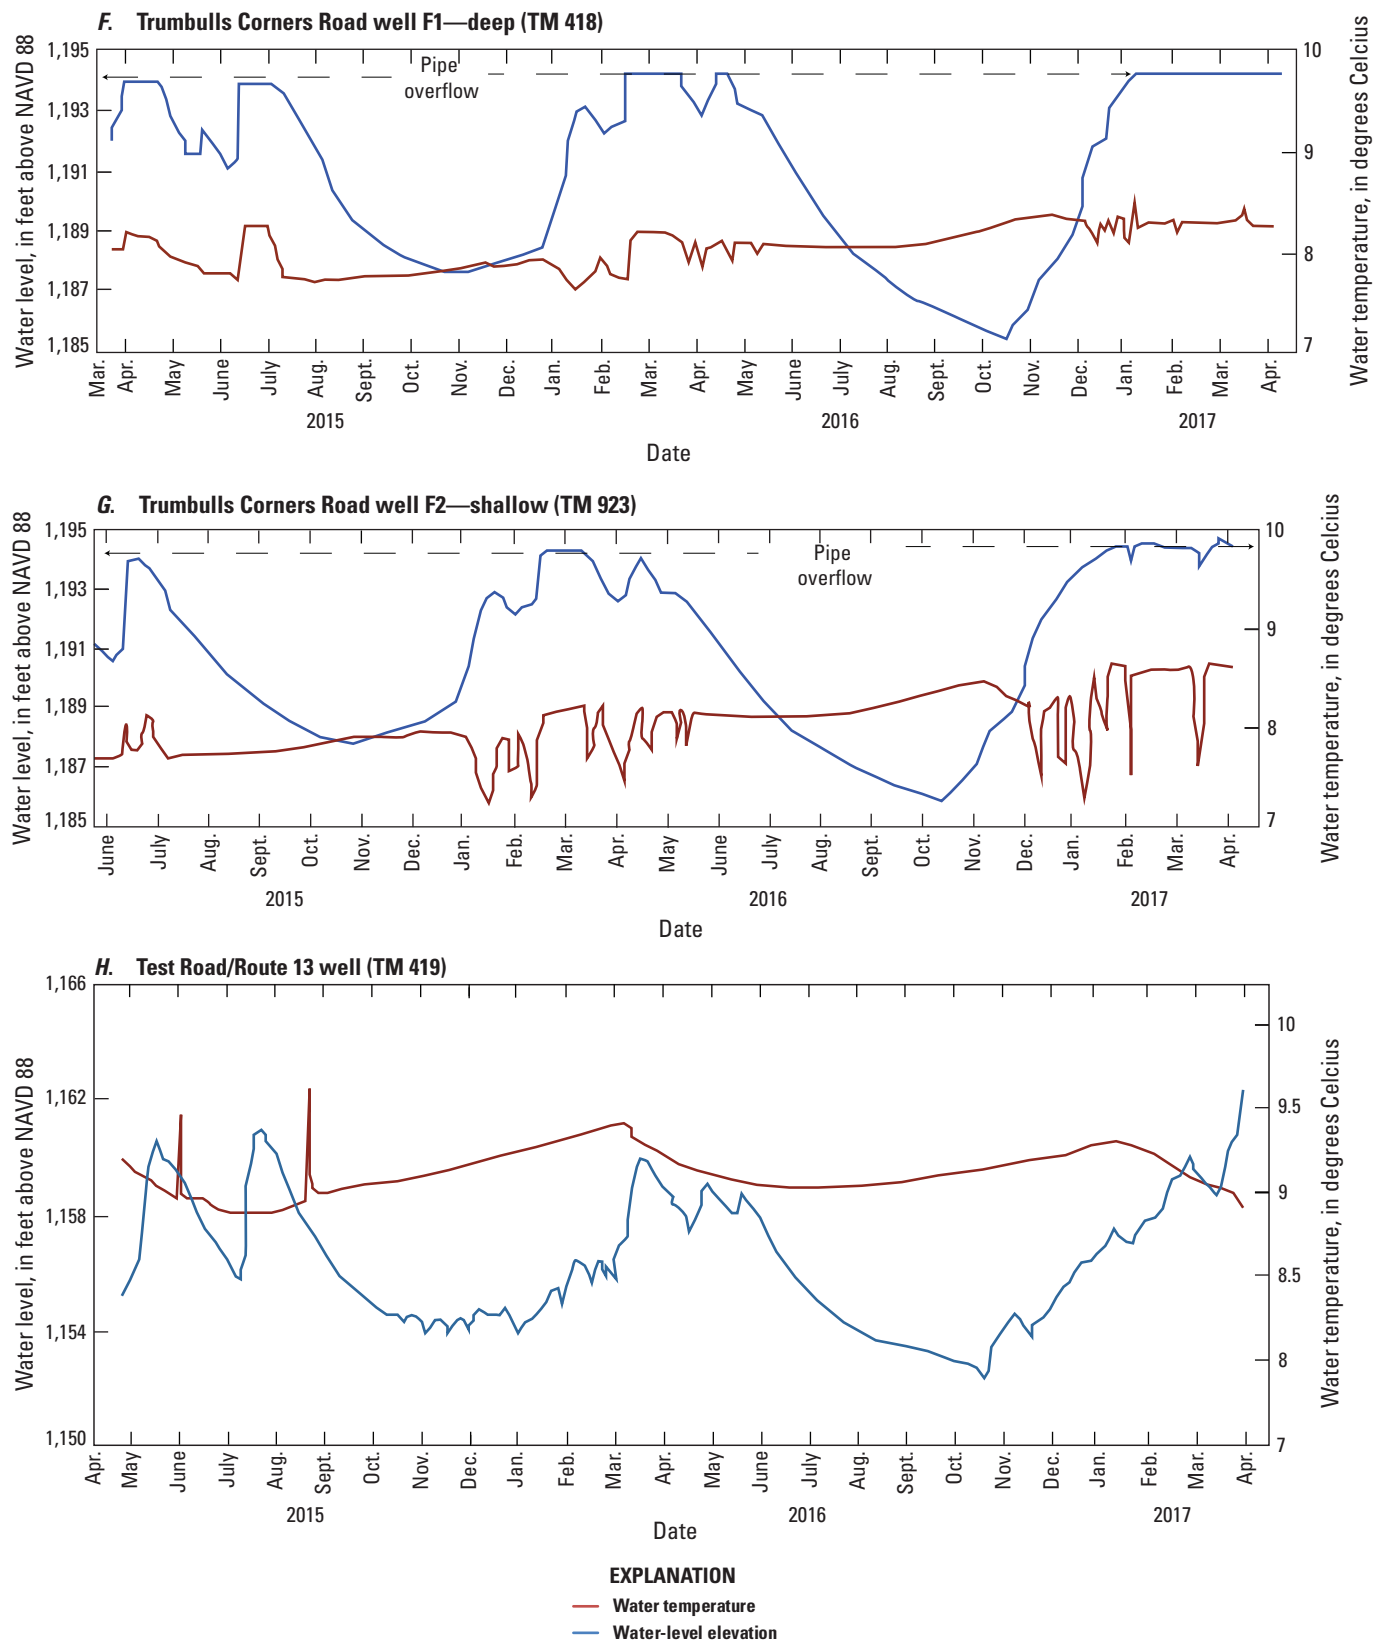 F. Trumbulls Corners Road well F1—deep (TM 418)
Water level, in feet above NAVD 88
1,195
1,193
1,191
1,189
1,187
1,185
Pipe
overflow
10
9
8
7
Water temperature, in degrees Celcius
Mar. Apr. May June July Aug. Sept. Oct. Nov. Dec. Jan. Feb. Mar. Apr. May June July Aug. Sept. Oct. Nov. Dec. Jan. Feb. Mar. Apr.
2015 2016 2017
Date
G. Trumbulls Corners Road well F2—shallow (TM 923)
Water level, in feet above NAVD 88
1,195
1,193
1,191
1,189
1,187
1,185
Pipe
overflow
10
9
8
7
Water temperature, in degrees Celcius
June July Aug. Sept. Oct. Nov. Dec. Jan. Feb. Mar. Apr. May June July Aug. Sept. Oct. Nov. Dec. Jan. Feb. Mar. Apr.
2015 2016 2017
Date
H. Test Road/Route 13 well (TM 419)
Water level, in feet above NAVD 88
1,166
1,162
1,158
1,154
1,150
10
9.5
9
8.5
8
7
Water temperature, in degrees Celcius
Apr. May June July Aug. Sept. Oct. Nov. Dec. Jan. Feb. Mar. Apr. May June July Aug. Sept. Oct. Nov. Dec. Jan. Feb. Mar. Apr.
2015 2016 2017
Date
EXPLANATION
Water temperature
Water-level elevation